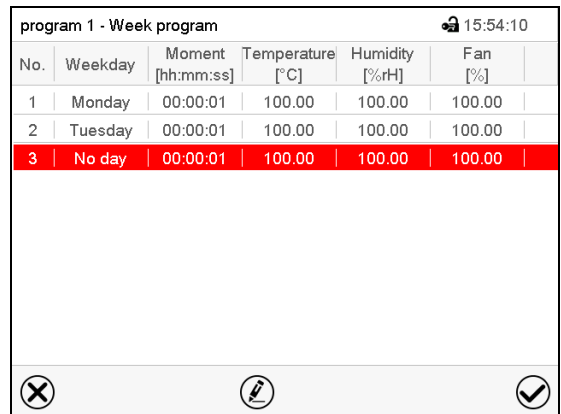 program 1 - Week program 15:54:10
No. Weekday Moment [hh:mm:ss] Temperature [°C] Humidity [%rH] Fan [%]
1 Monday 00:00:01 100.00 100.00 100.00
2 Tuesday 00:00:01 100.00 100.00 100.00
3 No day 00:00:01 100.00 100.00 100.00